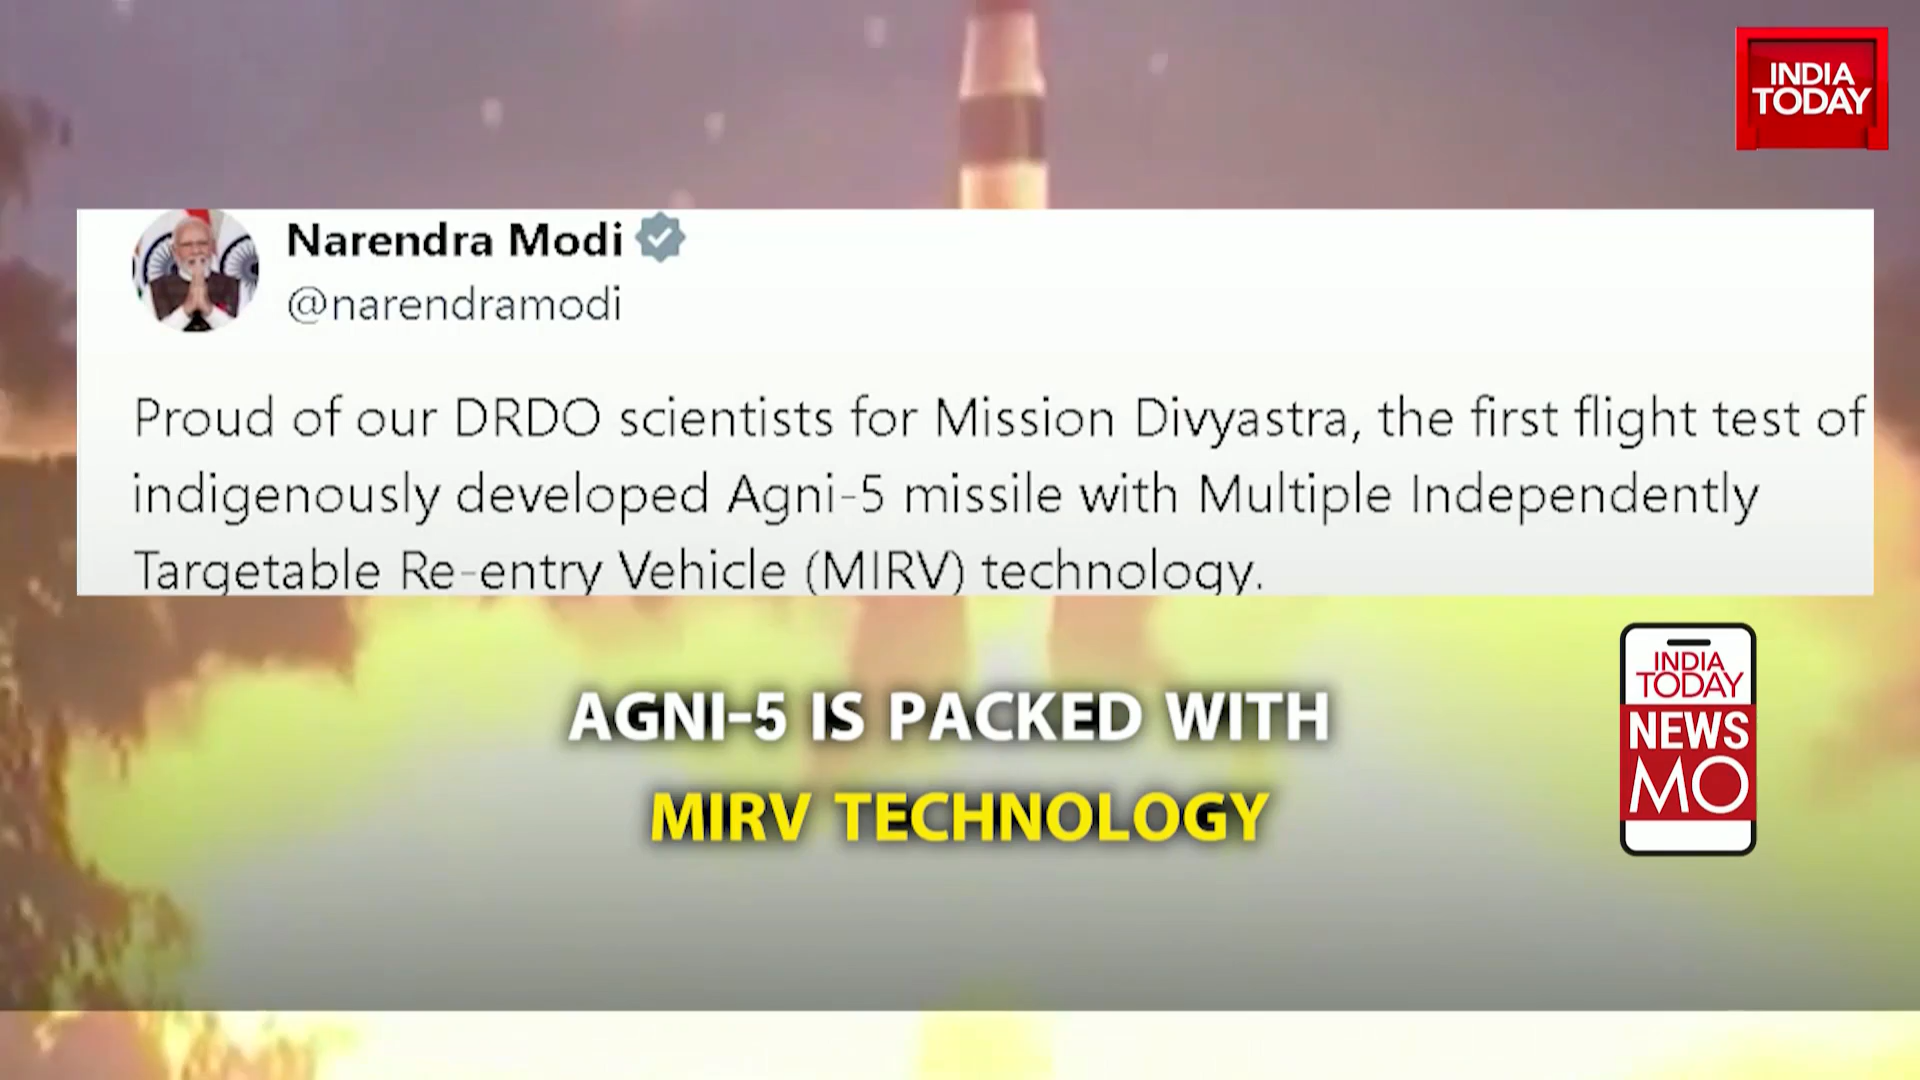 INDIA
TODAY
Narendra Modi
@narendramodi
Proud of our DRDO scientists for Mission Divyastra, the first flight test of
indigenously developed Agni-5 missile with Multiple Independently
Targetable Re-entry Vehicle (MIRV) technology.
AGNI-5 IS PACKED WITH
MIRV TECHNOLOGY
INDIA
TODAY
NEWS
MO